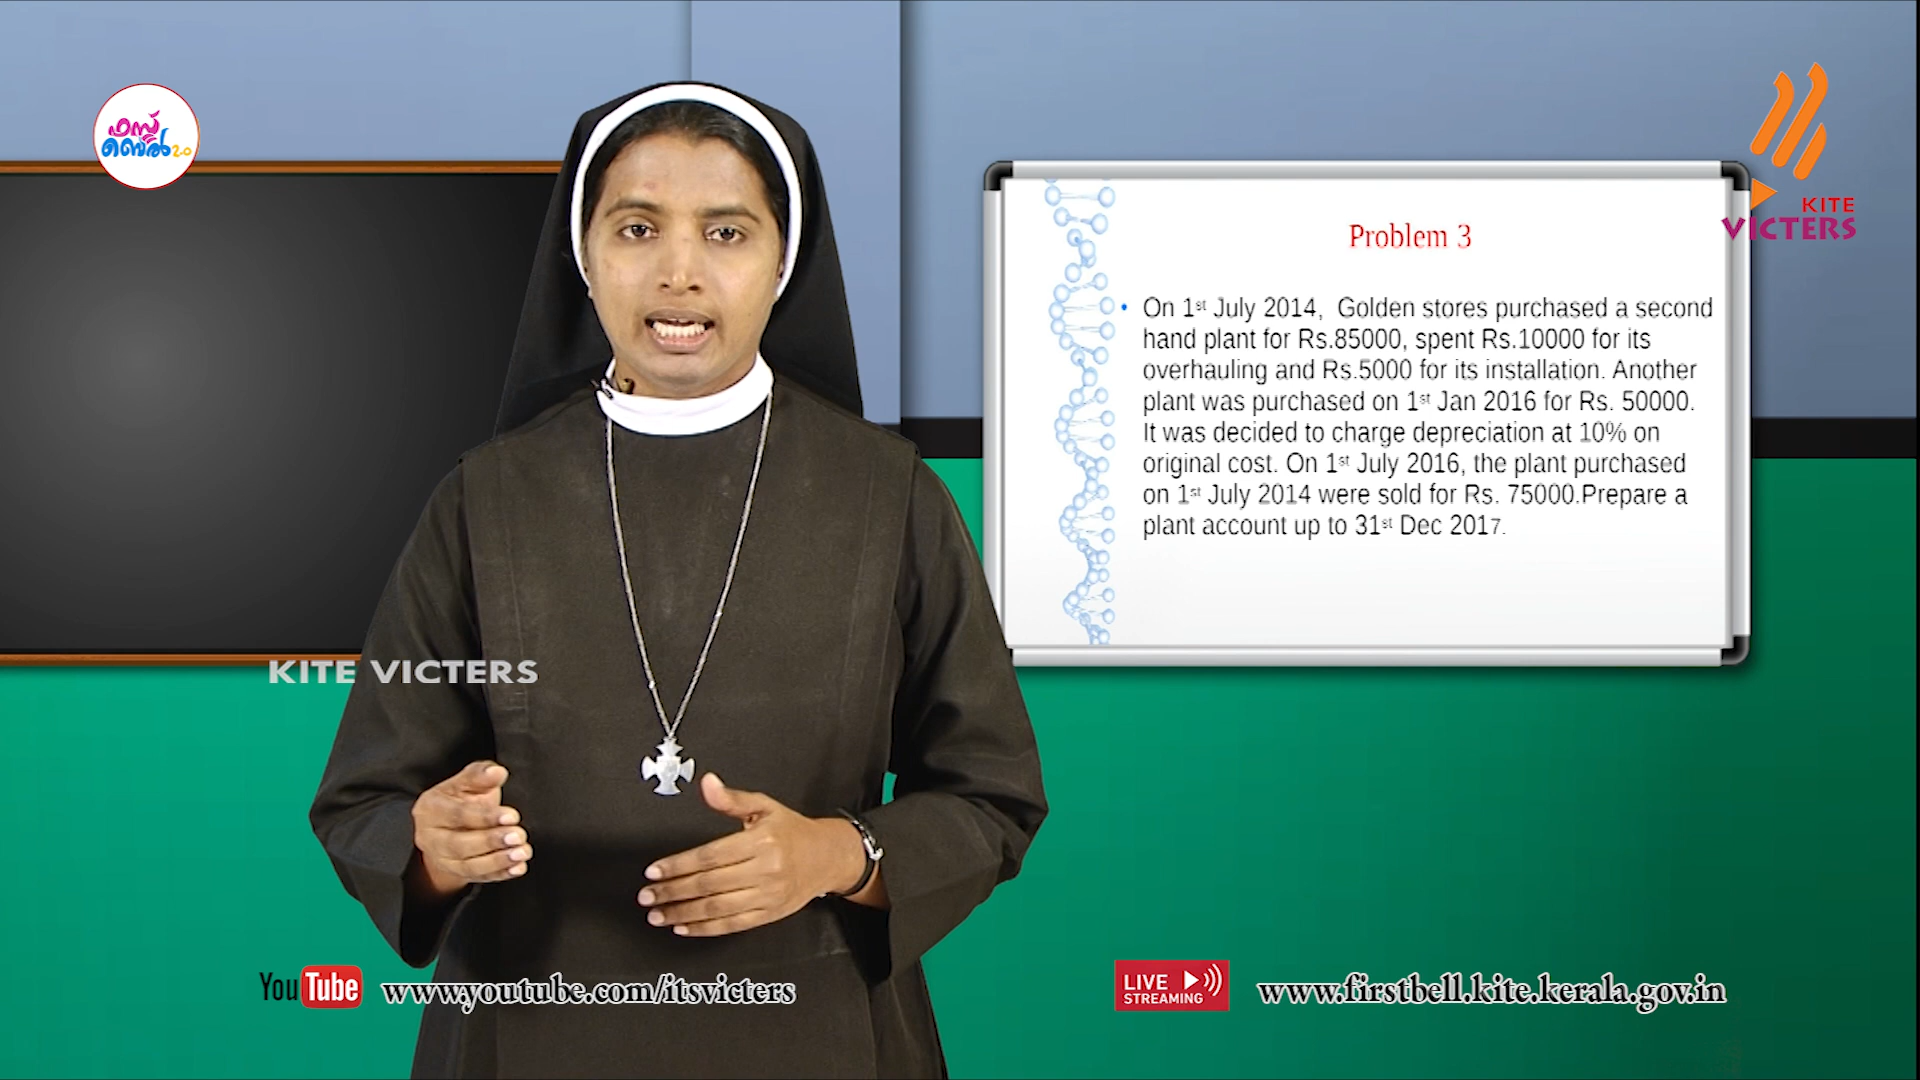 ഫസ്റ്റ്
ബെൽ 2.0
KITE
VICTERS
Problem 3
• On 1st July 2014, Golden stores purchased a second
hand plant for Rs.85000, spent Rs.10000 for its
overhauling and Rs.5000 for its installation. Another
plant was purchased on 1st Jan 2016 for Rs. 50000.
It was decided to charge depreciation at 10% on
original cost. On 1st July 2016, the plant purchased
on 1st July 2014 were sold for Rs. 75000.Prepare a
plant account up to 31st Dec 2017.
KITE VICTERS
YouTube www.youtube.com/itsvicters
LIVE
STREAMING
www.firstbell.kite.kerala.gov.in